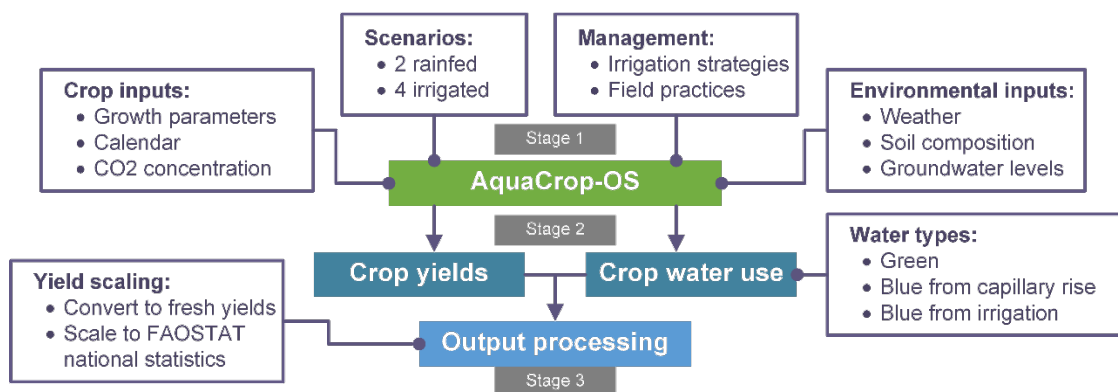 Scenarios:
• 2 rainfed
• 4 irrigated
Management:
• Irrigation strategies
• Field practices
Crop inputs:
• Growth parameters
• Calendar
• CO2 concentration
Environmental inputs:
• Weather
• Soil composition
• Groundwater levels
Stage 1
AquaCrop-OS
Stage 2
Crop yields
Crop water use
Water types:
• Green
• Blue from capillary rise
• Blue from irrigation
Yield scaling:
• Convert to fresh yields
• Scale to FAOSTAT
national statistics
Output processing
Stage 3